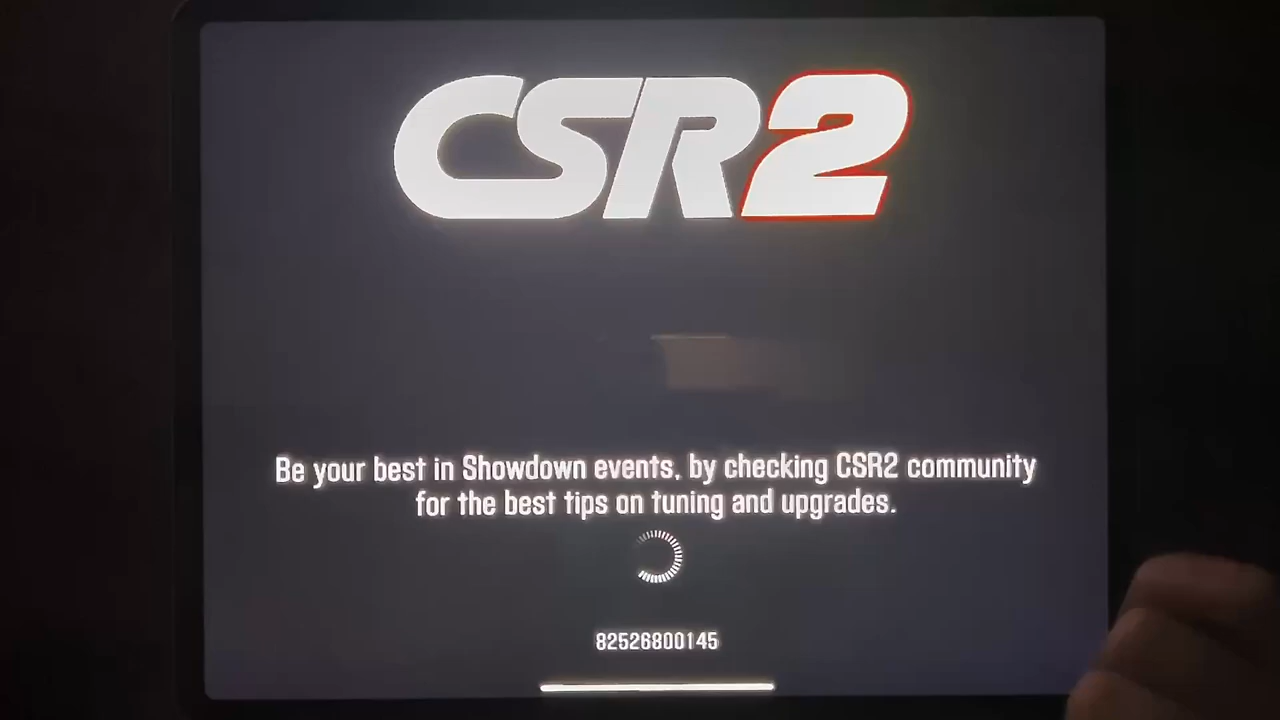 CSR2
Be your best in Showdown events, by checking CSR2 community
for the best tips on tuning and upgrades.
82526800145